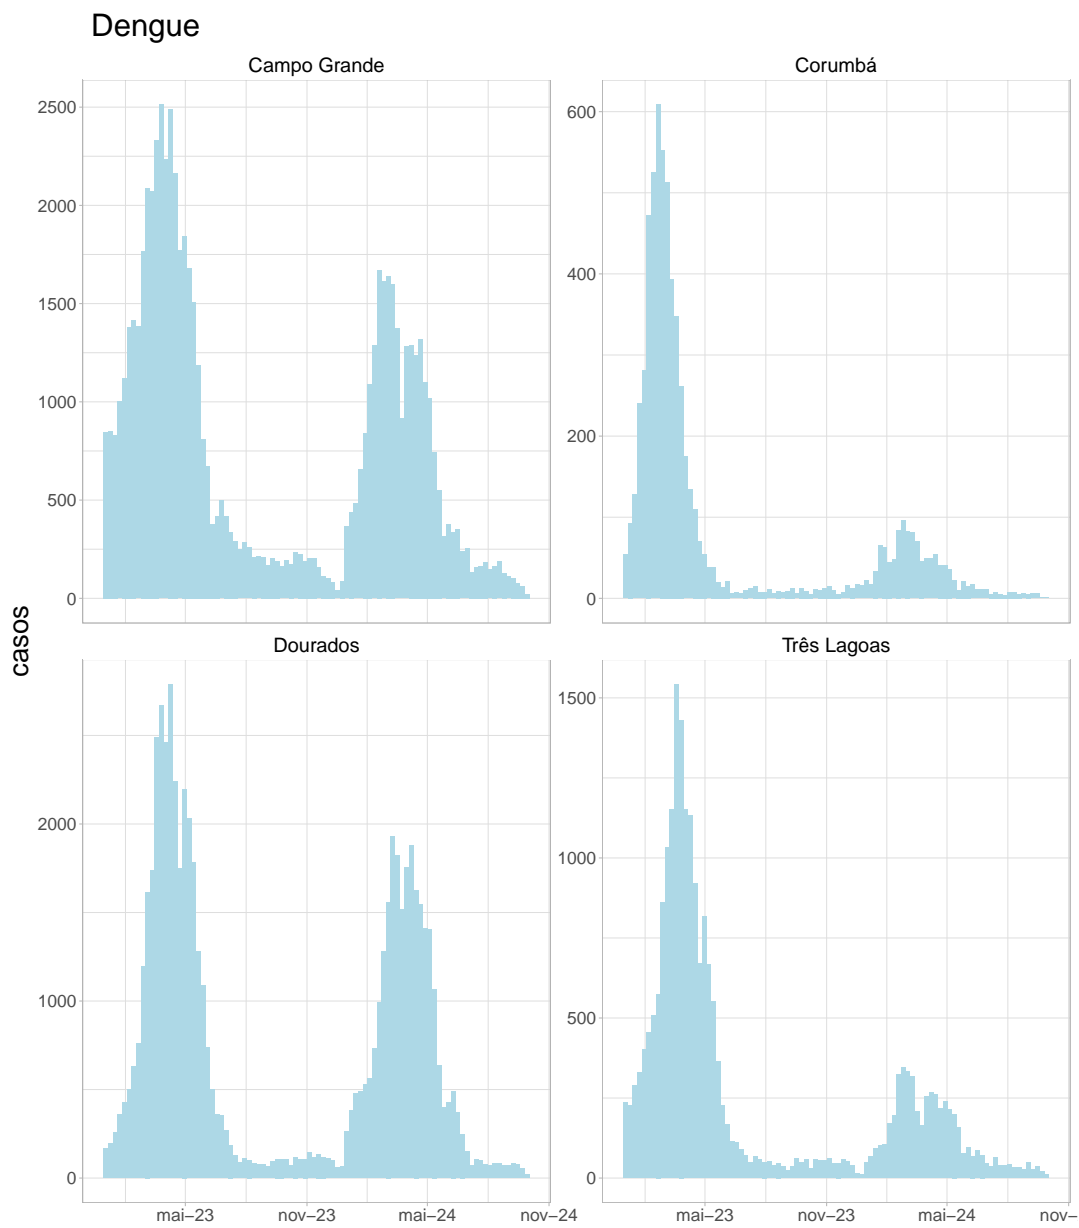 Dengue
Campo Grande
Corumbá
2500
2000
1500
1000
500
0
600
400
200
0
casos
Dourados
Três Lagoas
2000
1000
0
1500
1000
500
0
mai–23
nov–23
mai–24
nov–24
mai–23
nov–23
mai–24
nov–